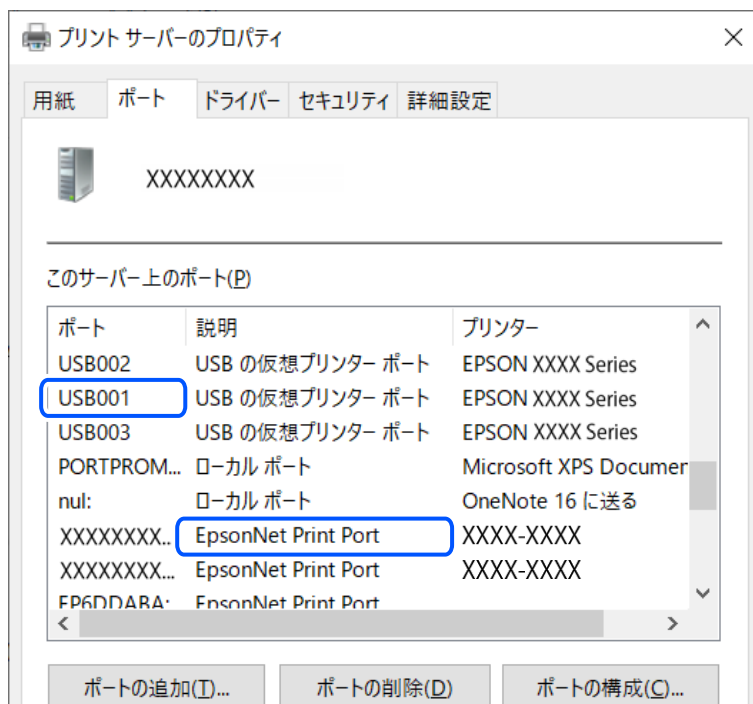 プリント サーバーのプロパティ
用紙 ポート ドライバー セキュリティ 詳細設定
XXXXXXXX
このサーバー上のポート(P)
ポート 説明 プリンター
USB002 USB の仮想プリンター ポート EPSON XXXX Series
USB001 USB の仮想プリンター ポート EPSON XXXX Series
USB003 USB の仮想プリンター ポート EPSON XXXX Series
PORTPROM... ローカル ポート Microsoft XPS Documen
nul: ローカル ポート OneNote 16 に送る
XXXXXXXX.. EpsonNet Print Port XXXX-XXXX
XXXXXXXX... EpsonNet Print Port XXXX-XXXX
EP6DDABA: EpsonNet Print Port
ポートの追加(T)... ポートの削除(D) ポートの構成(C)...